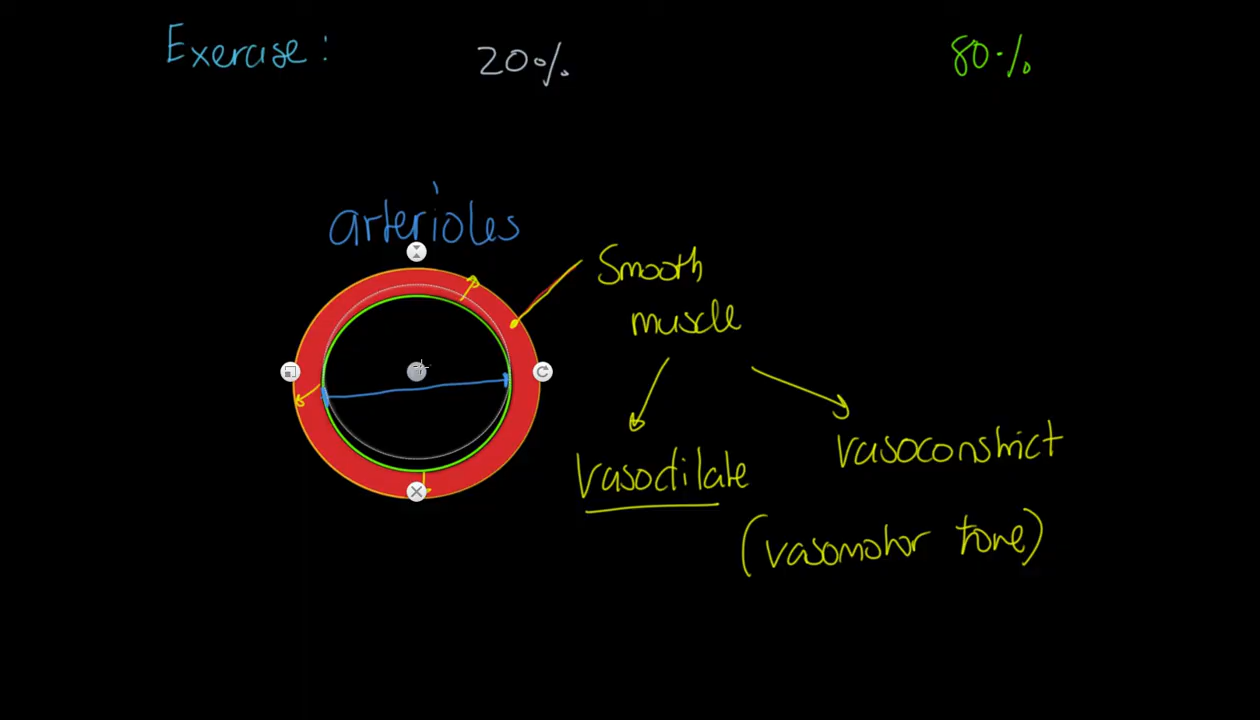 Exercise: 20% 80%
arterioles
Smooth
muscle
vasodilate
vasoconstrict
(vasomotor tone)